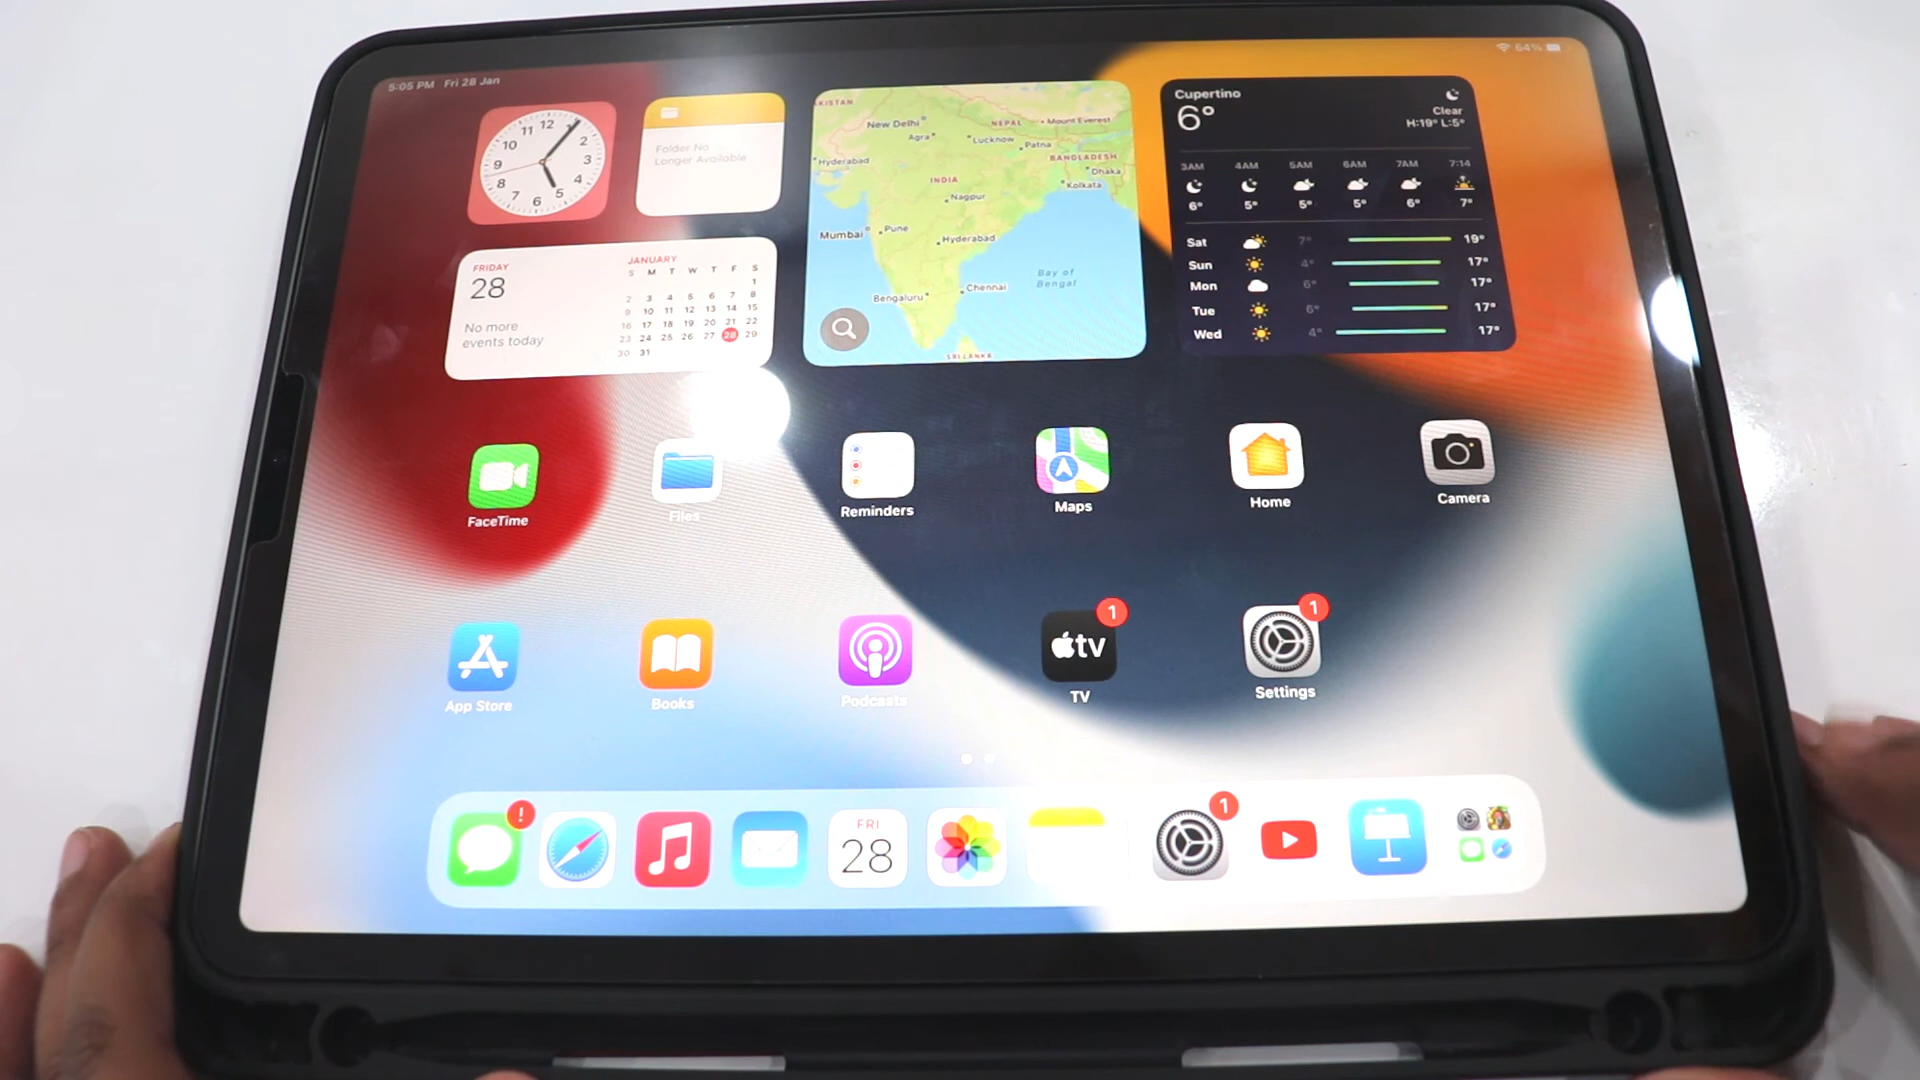 5:05 PM Fri 28 Jan
64%
12
11
2
10
3
9
4
8
5
7
6
Folder No
Longer Available
FRIDAY
28
No more
events today
JANUARY
S M T W T F S
1
2 3 4 5 6 7 8
9 10 11 12 13 14 15
16 17 18 19 20 21 22
23 24 25 26 27 28 29
30 31
AKISTAN
New Delhi
Agra
NEPAL
Mount Everest
Lucknow
Patna
BANGLADESH
Dhaka
Kolkata
Hyderabad
INDIA
Nagpur
Mumbai
Pune
Hyderabad
Bay of
Bengal
Bengaluru
Chennai
SRI LANKA
Cupertino
6°
Clear
H:19° L:5°
3AM 4AM 5AM 6AM 7AM 7:14
6° 5° 5° 5° 6° 7°
Sat 7° 19°
Sun 4° 17°
Mon 6° 17°
Tue 6° 17°
Wed 4° 17°
FaceTime
Files
Reminders
Maps
Home
Camera
1
1
tv
App Store
Books
Podcasts
TV
Settings
!
FRI
28
1